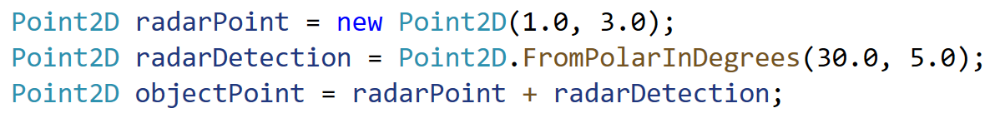 Point2D radarPoint = new Point2D(1.0, 3.0);
Point2D radarDetection = Point2D.FromPolarInDegrees(30.0, 5.0);
Point2D objectPoint = radarPoint + radarDetection;